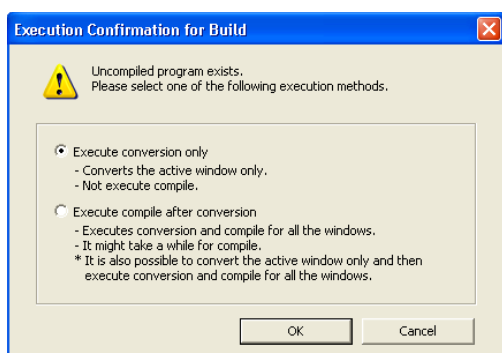 Execution Confirmation for Build
Uncompiled program exists.
Please select one of the following execution methods.
Execute conversion only
- Converts the active window only.
- Not execute compile.
Execute compile after conversion
- Executes conversion and compile for all the windows.
- It might take a while for compile.
* It is also possible to convert the active window only and then
execute conversion and compile for all the windows.
OK
Cancel